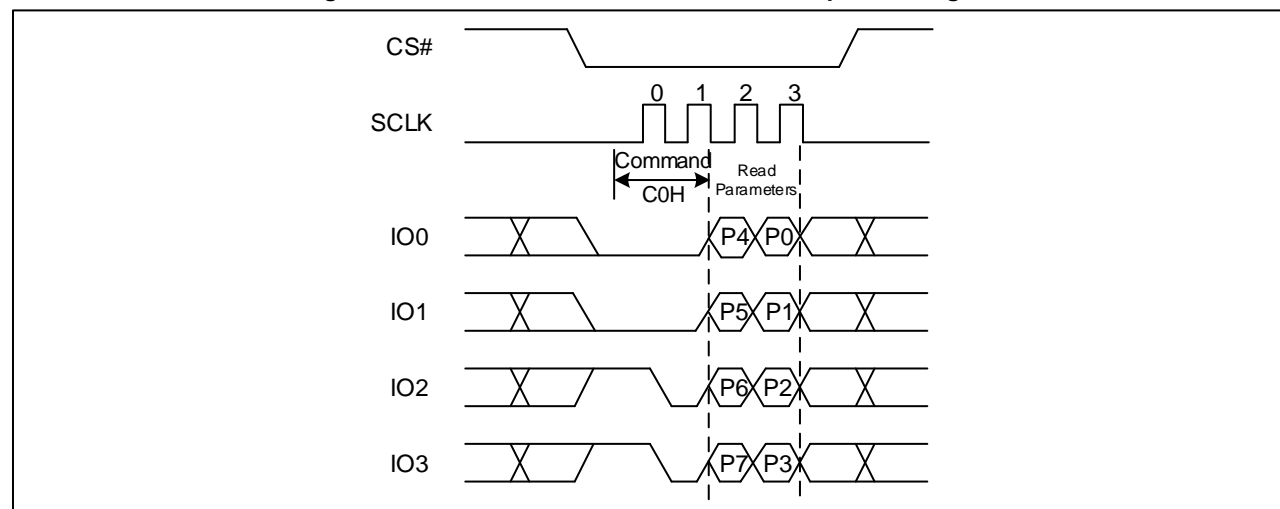 CS#
0 1 2 3
SCLK
Command
Read
Parameters
C0H
IO0 P4 P0
IO1 P5 P1
IO2 P6 P2
IO3 P7 P3